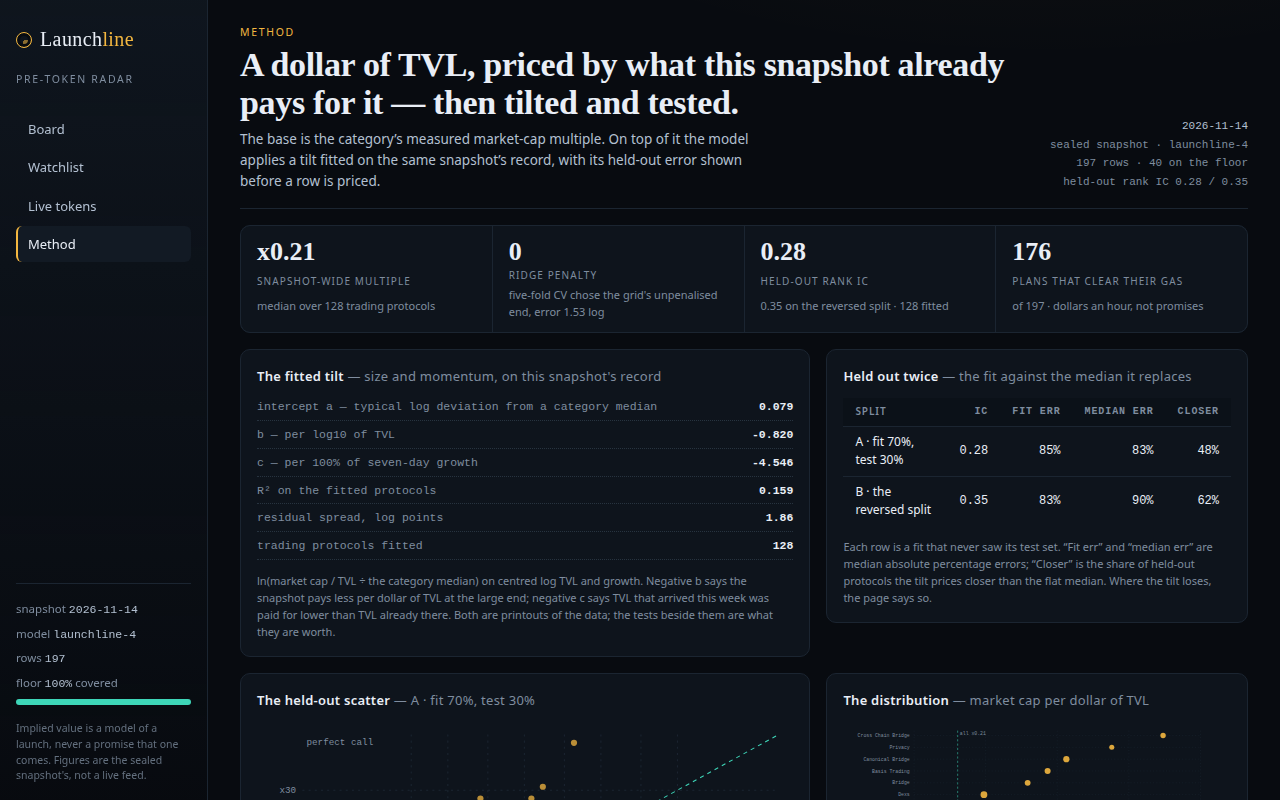 Launchline
PRE-TOKEN RADAR
Board
Watchlist
Live tokens
Method
snapshot 2026-11-14
model launchline-4
rows 197
floor 100% covered
Implied value is a model of a
launch, never a promise that one
comes. Figures are the sealed
snapshot's, not a live feed.
METHOD
A dollar of TVL, priced by what this snapshot already
pays for it — then tilted and tested.
The base is the category's measured market-cap multiple. On top of it the model
applies a tilt fitted on the same snapshot's record, with its held-out error shown
before a row is priced.
2026-11-14
sealed snapshot · launchline-4
197 rows · 40 on the floor
held-out rank IC 0.28 / 0.35
x0.21
SNAPSHOT-WIDE MULTIPLE
median over 128 trading protocols
0
RIDGE PENALTY
five-fold CV chose the grid's unpenalised
end, error 1.53 log
0.28
HELD-OUT RANK IC
0.35 on the reversed split · 128 fitted
176
PLANS THAT CLEAR THEIR GAS
of 197 · dollars an hour, not promises
The fitted tilt — size and momentum, on this snapshot's record
intercept a — typical log deviation from a category median 0.079
b — per log10 of TVL -0.820
c — per 100% of seven-day growth -4.546
R² on the fitted protocols 0.159
residual spread, log points 1.86
trading protocols fitted 128
ln(market cap / TVL ÷ the category median) on centred log TVL and growth. Negative b says the
snapshot pays less per dollar of TVL at the large end; negative c says TVL that arrived this week was
paid for lower than TVL already there. Both are printouts of the data; the tests beside them are what
they are worth.
Held out twice — the fit against the median it replaces
SPLIT IC FIT ERR MEDIAN ERR CLOSER
A · fit 70%,
test 30% 0.28 85% 83% 48%
B · the
reversed split 0.35 83% 90% 62%
Each row is a fit that never saw its test set. “Fit err” and “median err” are
median absolute percentage errors; “Closer” is the share of held-out
protocols the tilt prices closer than the flat median. Where the tilt loses,
the page says so.
The held-out scatter — A · fit 70%, test 30%
perfect call
x30
The distribution — market cap per dollar of TVL
all x0.21
Cross Chain Bridge
Privacy
Canonical Bridge
Basis Trading
Bridge
Dexs